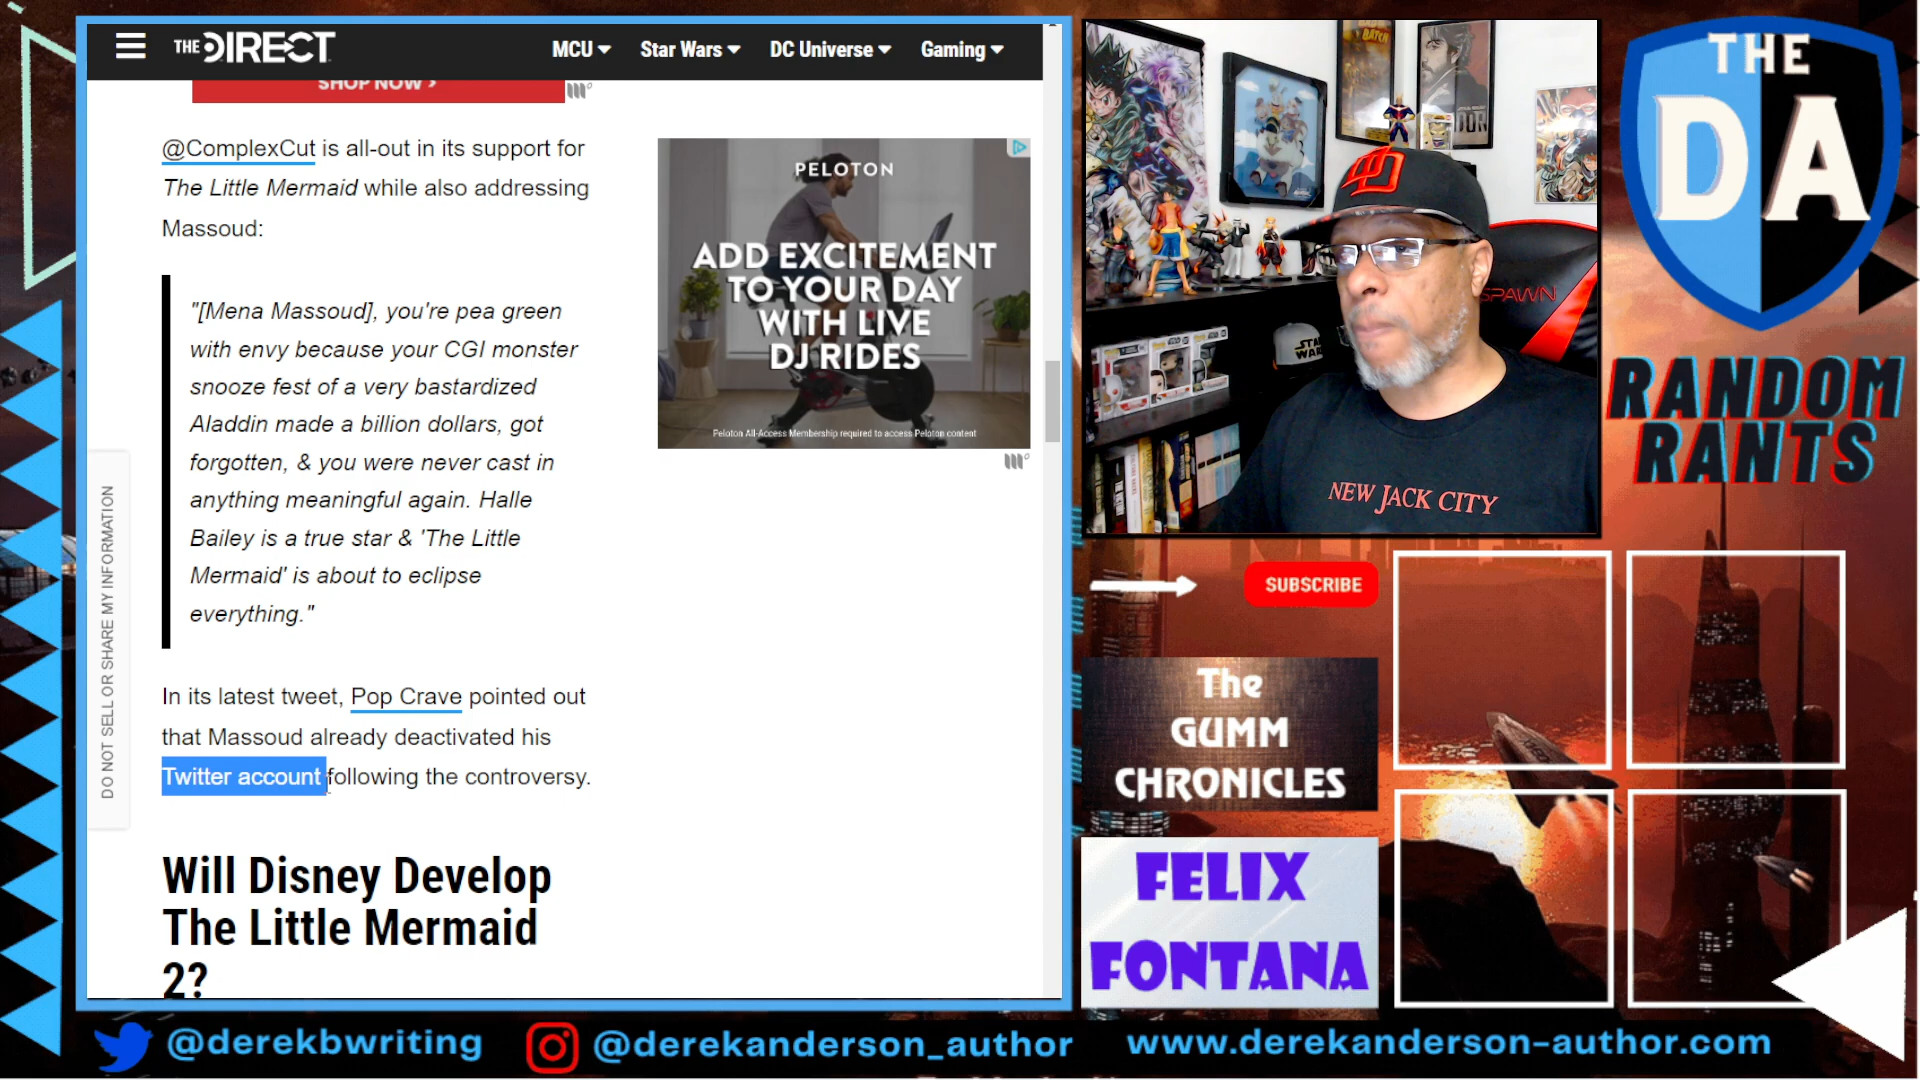 THE DIRECT
MCU
Star Wars
DC Universe
Gaming
SHOP NOW >
@ComplexCut is all-out in its support for
The Little Mermaid while also addressing
Massoud:
"[Mena Massoud], you're pea green
with envy because your CGI monster
snooze fest of a very bastardized
Aladdin made a billion dollars, got
forgotten, & you were never cast in
anything meaningful again. Halle
Bailey is a true star & 'The Little
Mermaid' is about to eclipse
everything."
In its latest tweet, Pop Crave pointed out
that Massoud already deactivated his
Twitter account following the controversy.
Will Disney Develop
The Little Mermaid
2?
DO NOT SELL OR SHARE MY INFORMATION
PELOTON
ADD EXCITEMENT
TO YOUR DAY
WITH LIVE
DJ RIDES
Peloton All-Access Membership required to access Peloton content
SPAWN
STAR
WARS
NEW JACK CITY
THE
DA
RANDOM
RANTS
SUBSCRIBE
The
GUMM
CHRONICLES
FELIX
FONTANA
@derekbwriting
@derekanderson_author
www.derekanderson-author.com